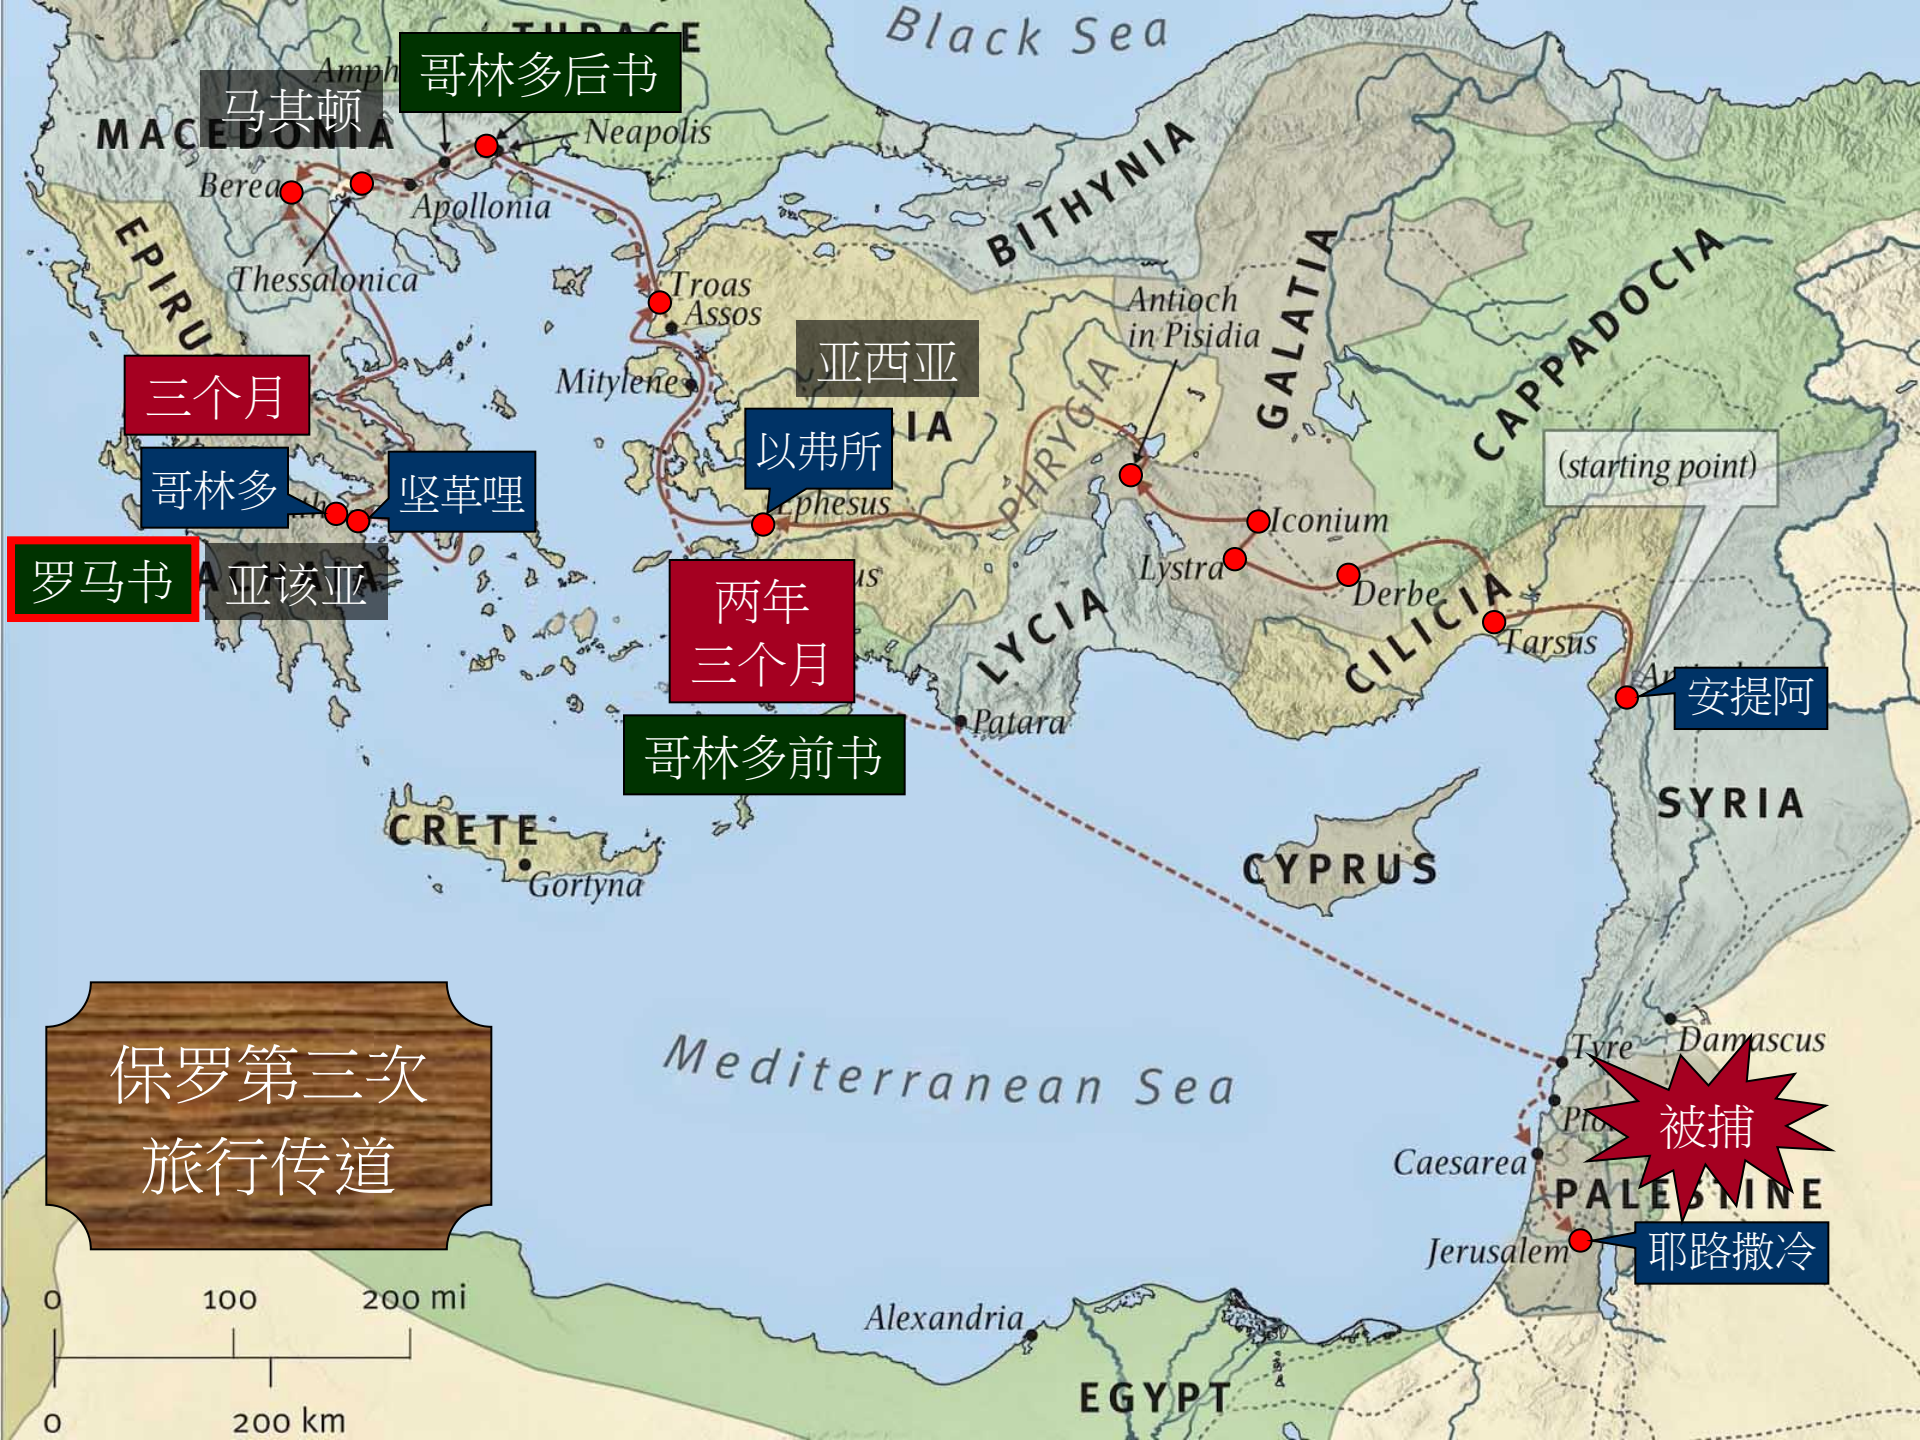 Black Sea
哥林多后书
马其顿
MACEDONIA
Neapolis
Berea
Apollonia
BITHYNIA
EPIRUS
Thessalonica
GALATIA
CAPPADOCIA
Troas
Assos
Antioch
in Pisidia
亚西亚
三个月
Mitylene
PHRYGIA
以弗所
(starting point)
哥林多
坚革哩
Ephesus
Iconium
罗马书
亚该亚
ACHAIA
Lystra
Derbe
两年
三个月
LYCIA
CILICIA
Tarsus
安提阿
Patara
哥林多前书
SYRIA
CRETE
Gortyna
CYPRUS
保罗第三次
旅行传道
Mediterranean Sea
Tyre
Damascus
被捕
Caesarea
PALESTINE
Jerusalem
耶路撒冷
0 100 200 mi
Alexandria
EGYPT
0 200 km